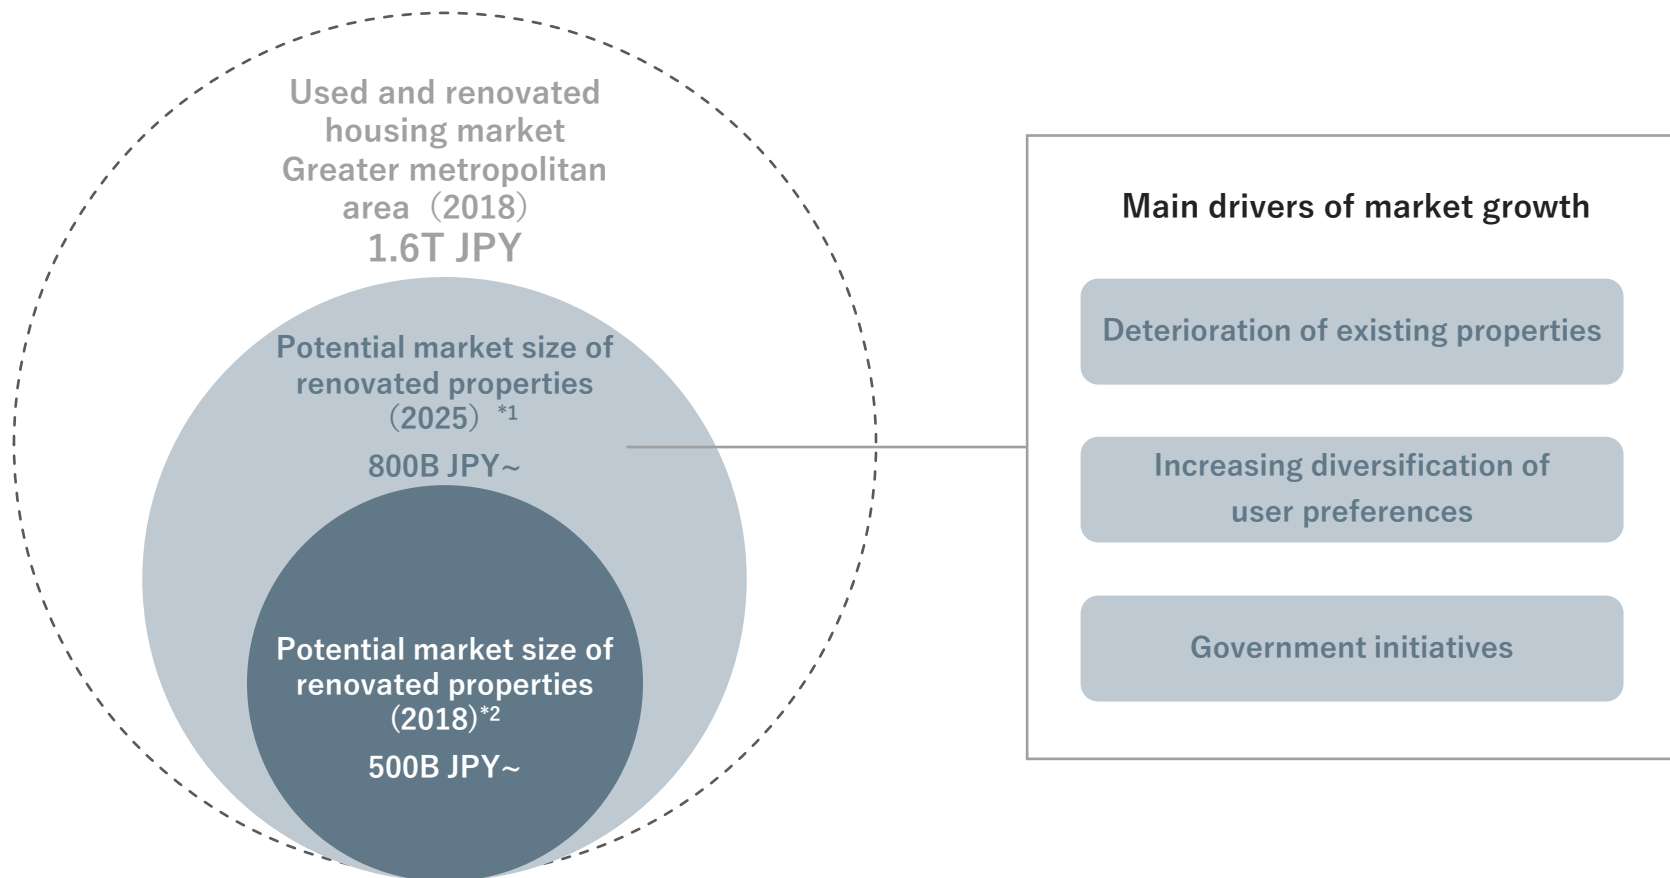 Used and renovated
housing market
Greater metropolitan
area（2018）
1.6T JPY
Potential market size of
renovated properties
（2025）*1
800B JPY~
Potential market size of
renovated properties
(2018)*2
500B JPY~
Main drivers of market growth
Deterioration of existing properties
Increasing diversification of
user preferences
Government initiatives